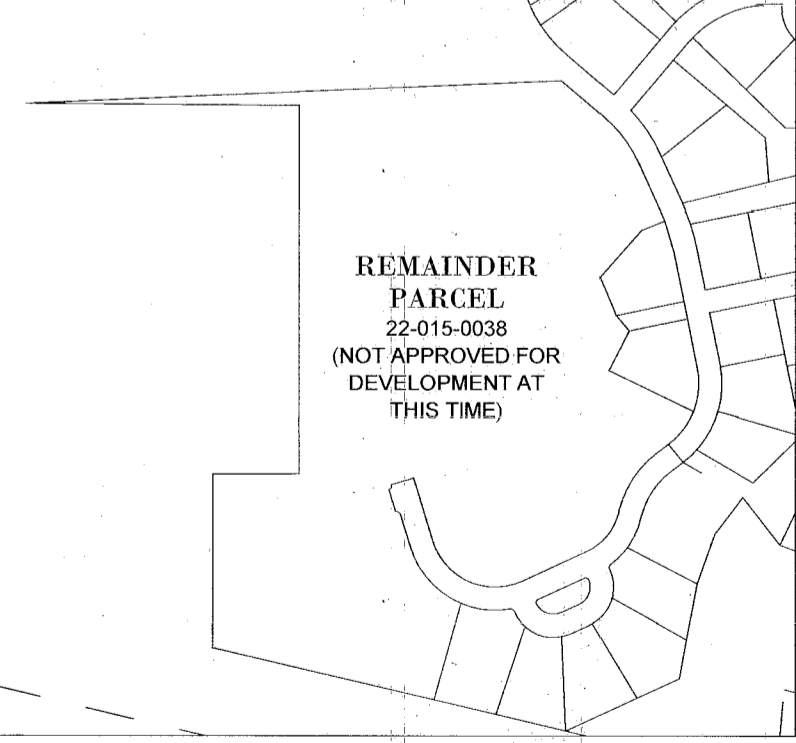 REMAINDER
PARCEL
22-015-0038
(NOT APPROVED FOR
DEVELOPMENT AT
THIS TIME)